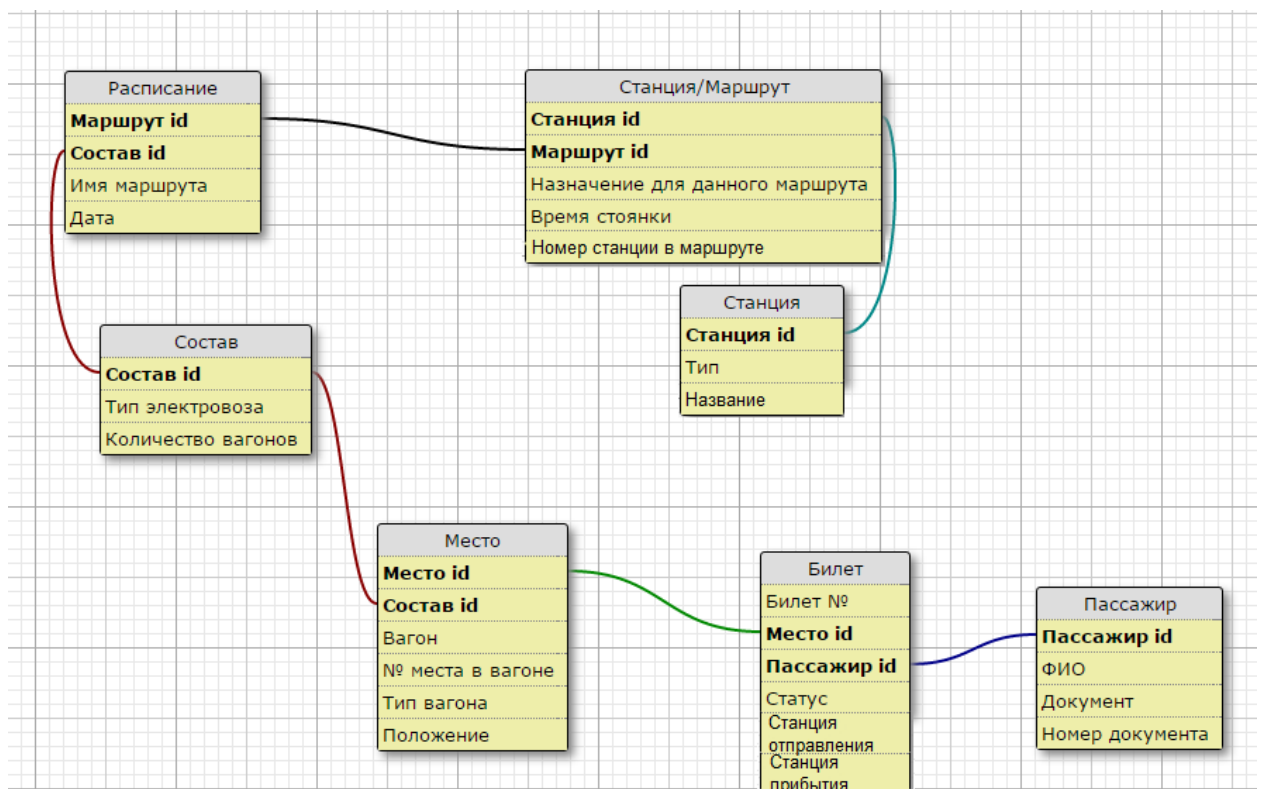 Расписание
Маршрут id
Состав id
Имя маршрута
Дата
Станция/Маршрут
Станция id
Маршрут id
Назначение для данного маршрута
Время стоянки
Номер станции в маршруте
Станция
Станция id
Тип
Название
Состав
Состав id
Тип электровоза
Количество вагонов
Место
Место id
Состав id
Вагон
№ места в вагоне
Тип вагона
Положение
Билет
Билет №
Место id
Пассажир id
Статус
Станция
отправления
Станция
прибытия
Пассажир
Пассажир id
ФИО
Документ
Номер документа